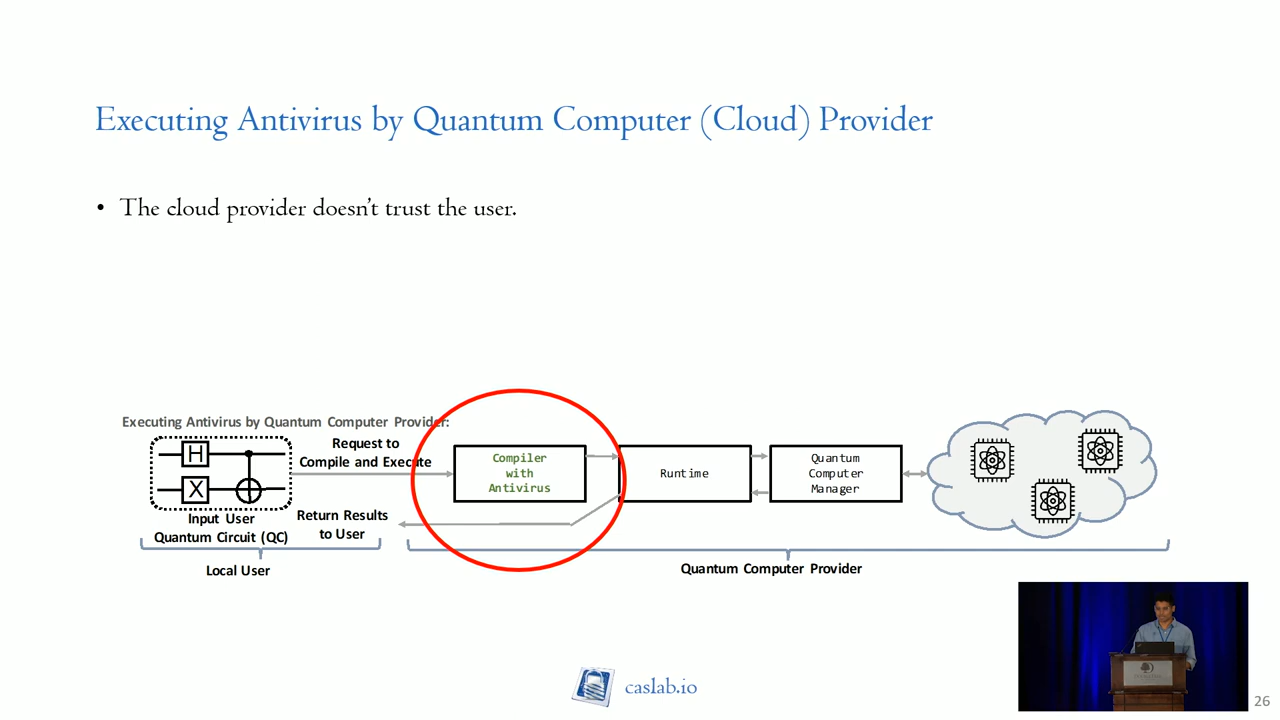 Executing Antivirus by Quantum Computer (Cloud) Provider
• The cloud provider doesn't trust the user.
Executing Antivirus by Quantum Computer Provider:
H
X
Input User
Quantum Circuit (QC)
Request to
Compile and Execute
Return Results
to User
Compiler
with
Antivirus
Runtime
Quantum
Computer
Manager
Local User
Quantum Computer Provider
caslab.io
26